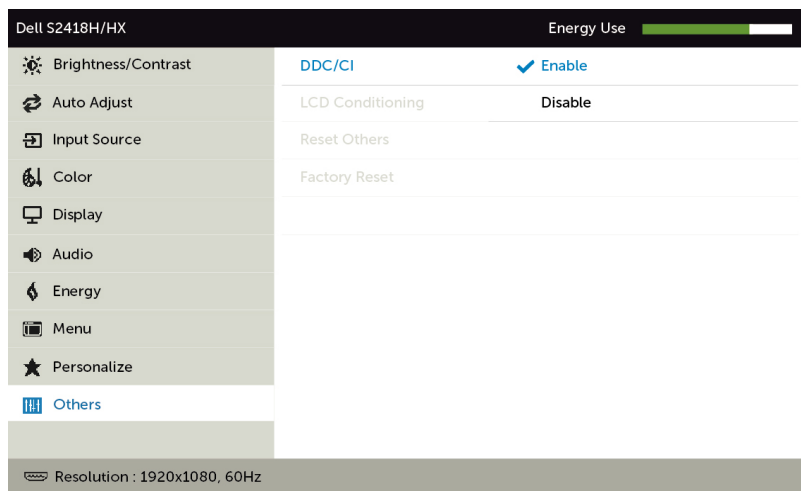 Dell S2418H/HX Energy Use
Brightness/Contrast DDC/CI Enable
Auto Adjust LCD Conditioning Disable
Input Source Reset Others
Color Factory Reset
Display
Audio
Energy
Menu
Personalize
Others
Resolution : 1920x1080, 60Hz